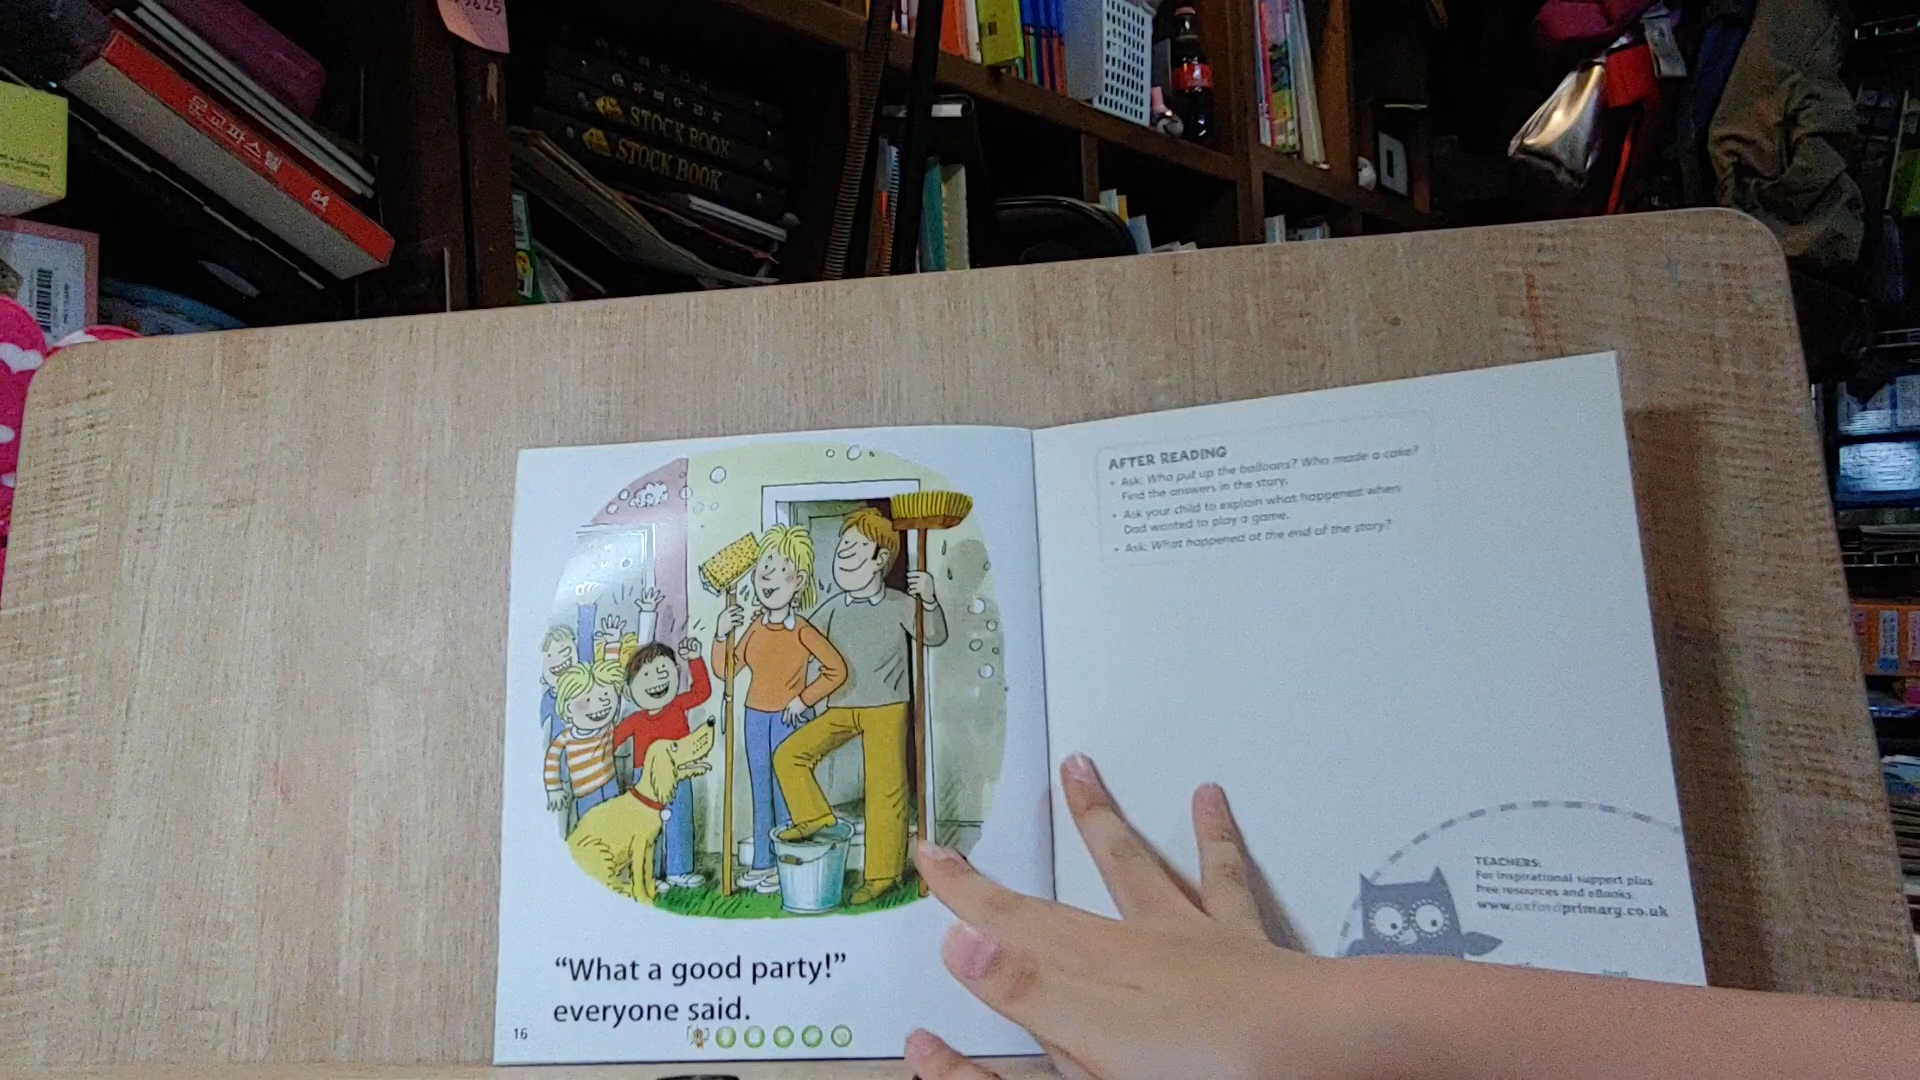 문교파스텔 64
STOCK BOOK
STOCK BOOK
AFTER READING
• Ask: Who put up the balloons? Who made a cake?
Find the answers in the story.
• Ask your child to explain what happened when
Dad wanted to play a game.
• Ask: What happened at the end of the story?
TEACHERS:
For inspirational support plus
free resources and eBooks
www.oxfordprimary.co.uk
“What a good party!”
everyone said.
16